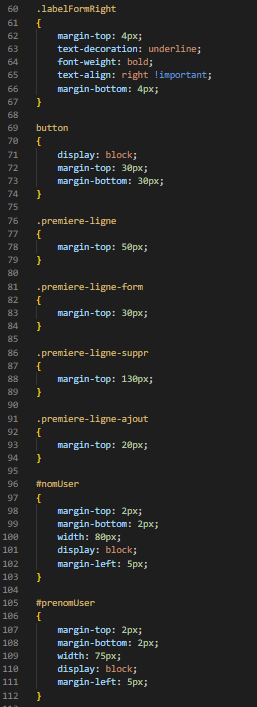 60 .labelFormRight
61 {
62 margin-top: 4px;
63 text-decoration: underline;
64 font-weight: bold;
65 text-align: right !important;
66 margin-bottom: 4px;
67 }
68
69 button
70 {
71 display: block;
72 margin-top: 30px;
73 margin-bottom: 30px;
74 }
75
76 .premiere-ligne
77 {
78 margin-top: 50px;
79 }
80
81 .premiere-ligne-form
82 {
83 margin-top: 30px;
84 }
85
86 .premiere-ligne-suppr
87 {
88 margin-top: 130px;
89 }
90
91 .premiere-ligne-ajout
92 {
93 margin-top: 20px;
94 }
95
96 #nomUser
97 {
98 margin-top: 2px;
99 margin-bottom: 2px;
100 width: 80px;
101 display: block;
102 margin-left: 5px;
103 }
104
105 #prenomUser
106 {
107 margin-top: 2px;
108 margin-bottom: 2px;
109 width: 75px;
110 display: block;
111 margin-left: 5px;
112 }